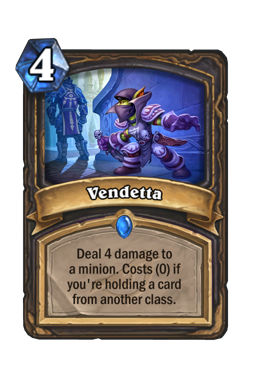 4
Vendetta
Deal 4 damage to
a minion. Costs (0) if
you're holding a card
from another class.